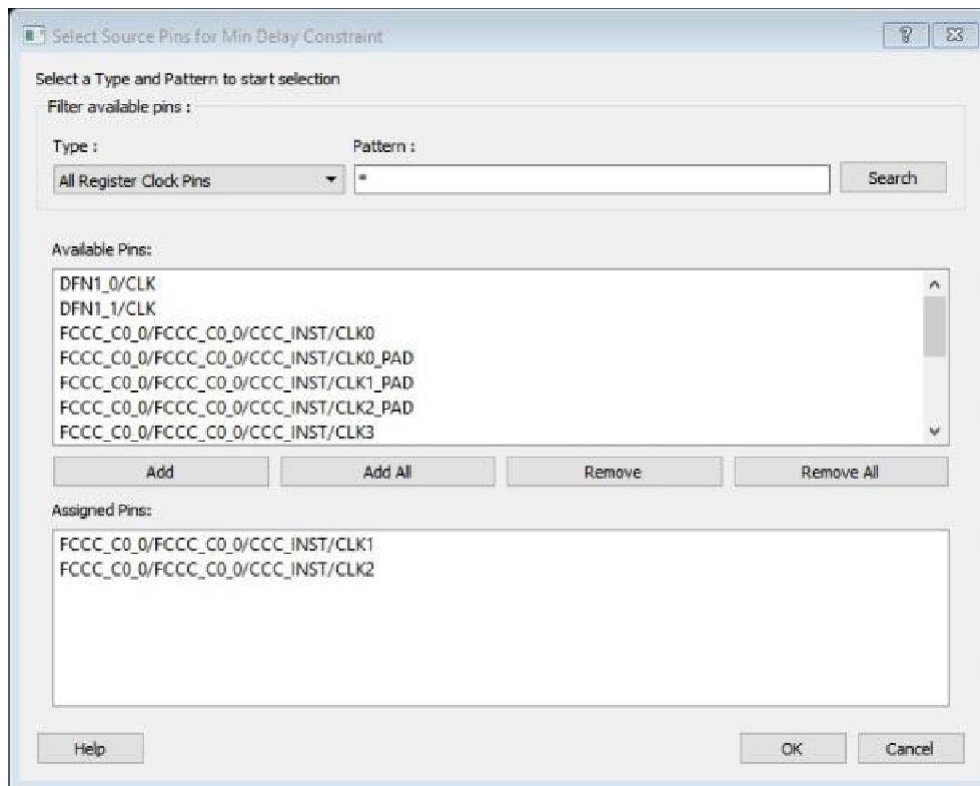 Select Source Pins for Min Delay Constraint
Select a Type and Pattern to start selection
Filter available pins :
Type : Pattern :
All Register Clock Pins * Search
Available Pins:
DFN1_0/CLK
DFN1_1/CLK
FCCC_C0_0/FCCC_C0_0/CCC_INST/CLK0
FCCC_C0_0/FCCC_C0_0/CCC_INST/CLK0_PAD
FCCC_C0_0/FCCC_C0_0/CCC_INST/CLK1_PAD
FCCC_C0_0/FCCC_C0_0/CCC_INST/CLK2_PAD
FCCC_C0_0/FCCC_C0_0/CCC_INST/CLK3
Add Add All Remove Remove All
Assigned Pins:
FCCC_C0_0/FCCC_C0_0/CCC_INST/CLK1
FCCC_C0_0/FCCC_C0_0/CCC_INST/CLK2
Help OK Cancel